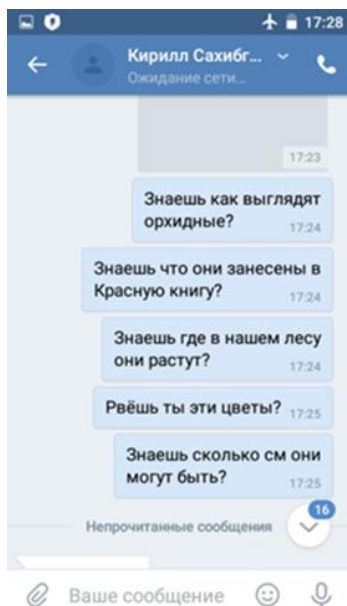 17:28
Кирилл Сахибг...
Ожидание сети...
17:23
Знаешь как выглядят
орхидные?
17:24
Знаешь что они занесены в
Красную книгу?
17:24
Знаешь где в нашем лесу
они растут?
17:24
Рвёшь ты эти цветы? 17:25
Знаешь сколько см они
могут быть?
17:25
16
Непрочитанные сообщения
Ваше сообщение